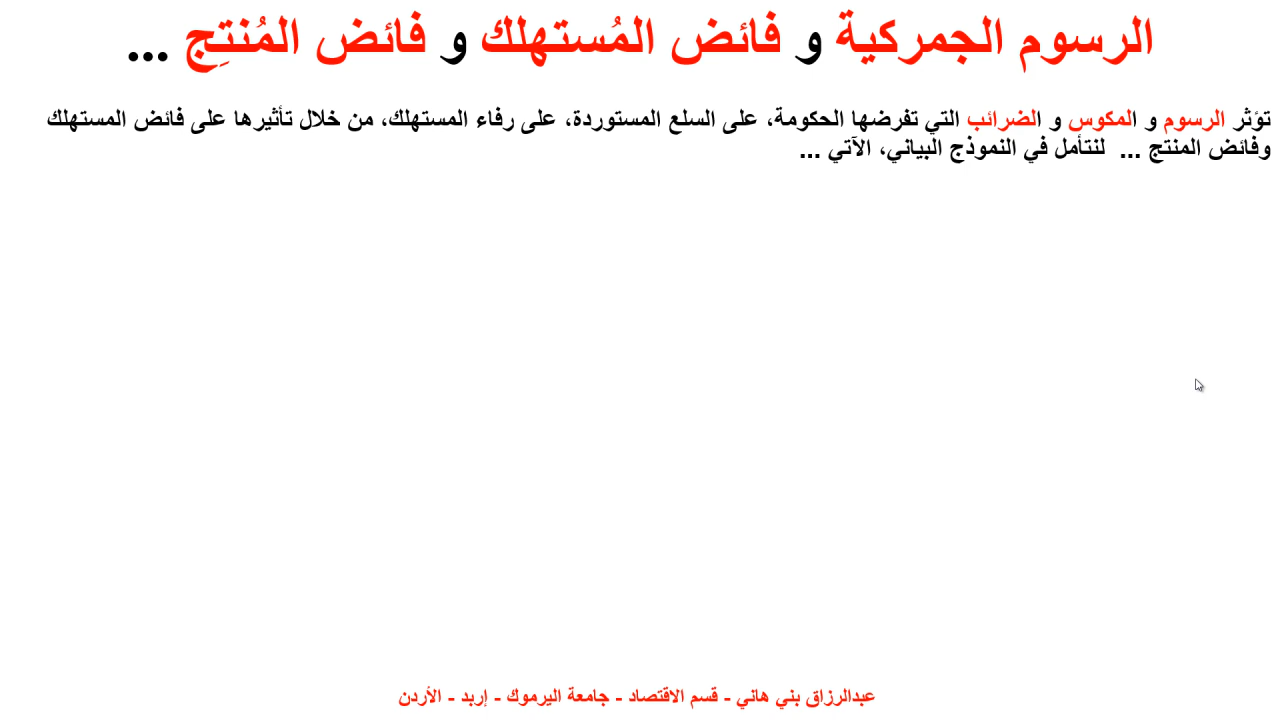 الرسوم الجمركية و فائض المُستهلك و فائض المُنتِج ...
تؤثر الرسوم و المكوس و الضرائب التي تفرضها الحكومة، على السلع المستوردة، على رفاء المستهلك، من خلال تأثيرها على فائض المستهلك
وفائض المنتج ... لنتأمل في النموذج البياني، الآتي ...
عبدالرزاق بني هاني - قسم الاقتصاد - جامعة اليرموك - إربد - الأردن